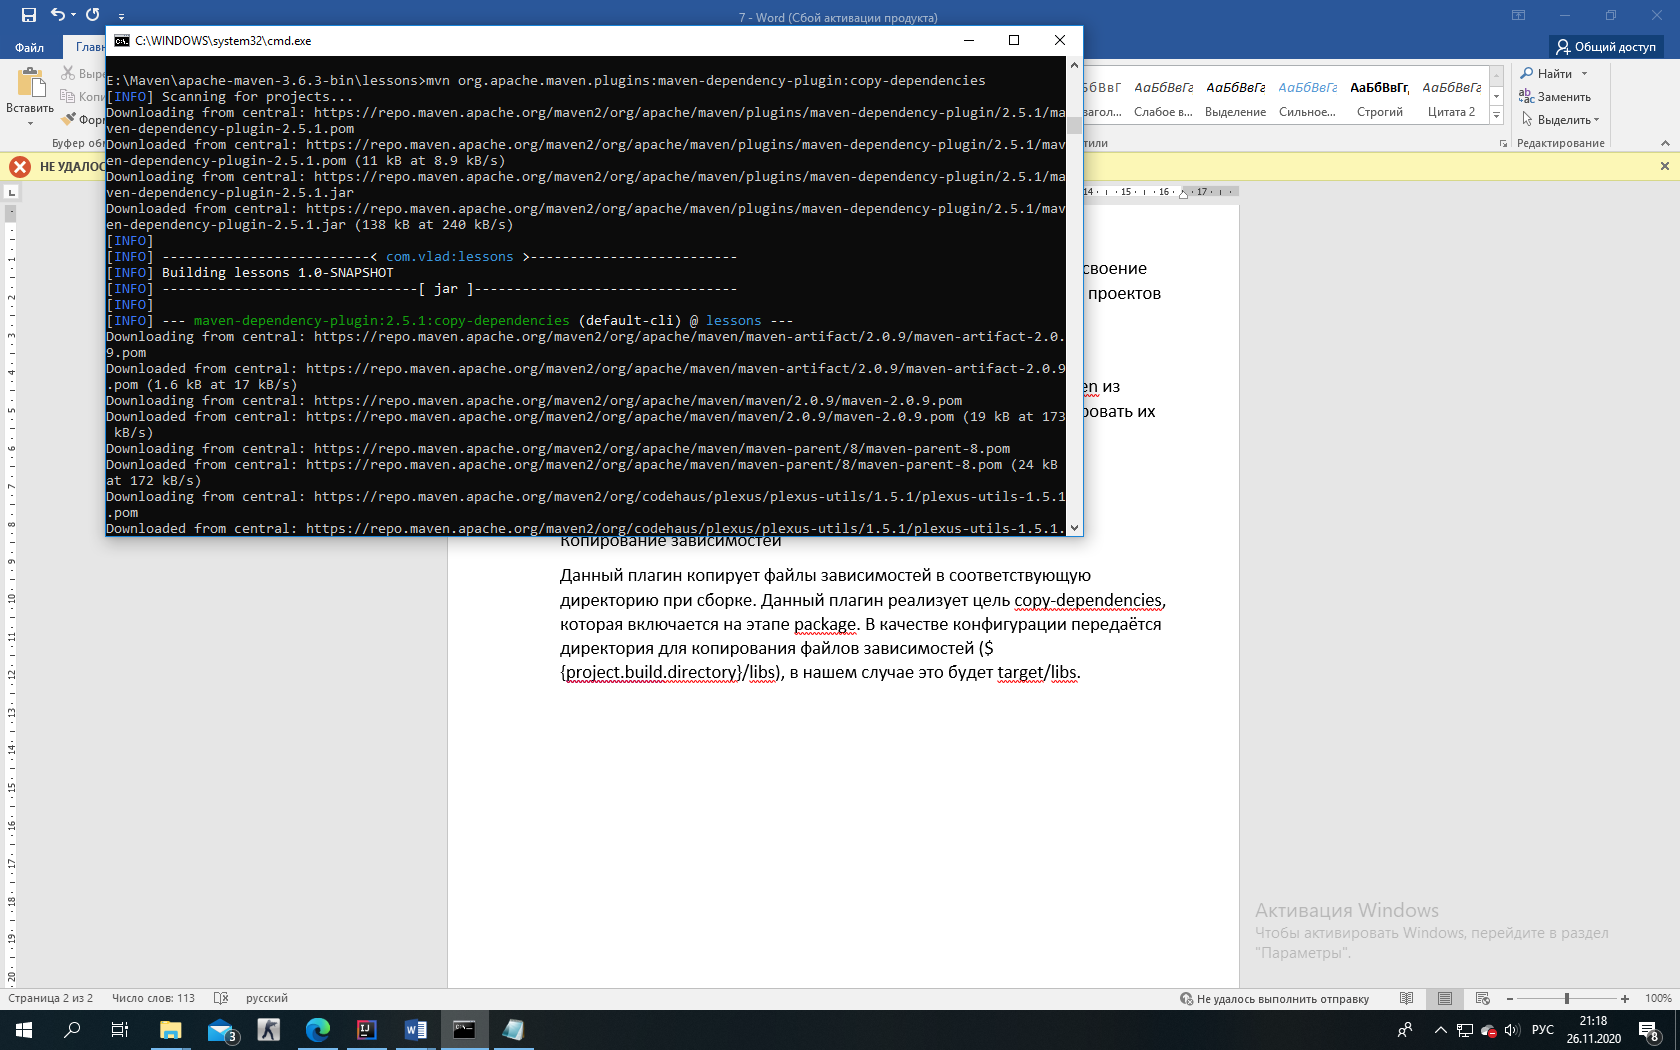 7 - Word (Сбой активации продукта)
Файл
Главн
Общий доступ
C:\WINDOWS\system32\cmd.exe
E:\Maven\apache-maven-3.6.3-bin\lessons>mvn org.apache.maven.plugins:maven-dependency-plugin:copy-dependencies
[INFO] Scanning for projects...
Downloading from central: https://repo.maven.apache.org/maven2/org/apache/maven/plugins/maven-dependency-plugin/2.5.1/ma
ven-dependency-plugin-2.5.1.pom
Downloaded from central: https://repo.maven.apache.org/maven2/org/apache/maven/plugins/maven-dependency-plugin/2.5.1/mav
en-dependency-plugin-2.5.1.pom (11 kB at 8.9 kB/s)
Downloading from central: https://repo.maven.apache.org/maven2/org/apache/maven/plugins/maven-dependency-plugin/2.5.1/ma
ven-dependency-plugin-2.5.1.jar
Downloaded from central: https://repo.maven.apache.org/maven2/org/apache/maven/plugins/maven-dependency-plugin/2.5.1/mav
en-dependency-plugin-2.5.1.jar (138 kB at 240 kB/s)
[INFO]
[INFO] --------------------------< com.vlad:lessons >--------------------------
[INFO] Building lessons 1.0-SNAPSHOT
[INFO] --------------------------------[ jar ]---------------------------------
[INFO]
[INFO] --- maven-dependency-plugin:2.5.1:copy-dependencies (default-cli) @ lessons ---
Downloading from central: https://repo.maven.apache.org/maven2/org/apache/maven/maven-artifact/2.0.9/maven-artifact-2.0.
9.pom
Downloaded from central: https://repo.maven.apache.org/maven2/org/apache/maven/maven-artifact/2.0.9/maven-artifact-2.0.9
.pom (1.6 kB at 17 kB/s)
Downloading from central: https://repo.maven.apache.org/maven2/org/apache/maven/maven/2.0.9/maven-2.0.9.pom
Downloaded from central: https://repo.maven.apache.org/maven2/org/apache/maven/maven/2.0.9/maven-2.0.9.pom (19 kB at 173
kB/s)
Downloading from central: https://repo.maven.apache.org/maven2/org/apache/maven/maven-parent/8/maven-parent-8.pom
Downloaded from central: https://repo.maven.apache.org/maven2/org/apache/maven/maven-parent/8/maven-parent-8.pom (24 kB
at 172 kB/s)
Downloading from central: https://repo.maven.apache.org/maven2/org/codehaus/plexus/plexus-utils/1.5.1/plexus-utils-1.5.1
.pom
Downloaded from central: https://repo.maven.apache.org/maven2/org/codehaus/plexus/plexus-utils/1.5.1/plexus-utils-1.5.1.
Вставить
Выре
Копи
Форм
Буфер об
АаБбВвГг АаБбВвГг АаБбВвГг АаБбВвГг, АаБбВвГг
Слабое в... Выделение Сильное... Строгий Цитата 2
Найти
Заменить
Выделить
Редактирование
НЕ УДАЛОС
14 15 16 17
своение
проектов
en из
ровать их
Копирование зависимостей
Данный плагин копирует файлы зависимостей в соответствующую
директорию при сборке. Данный плагин реализует цель copy-dependencies,
которая включается на этапе package. В качестве конфигурации передаётся
директория для копирования файлов зависимостей ($
{project.build.directory}/libs), в нашем случае это будет target/libs.
Активация Windows
Чтобы активировать Windows, перейдите в раздел
"Параметры".
Страница 2 из 2 Число слов: 113 русский
Не удалось выполнить отправку
100%
3
РУС
21:18
26.11.2020
8